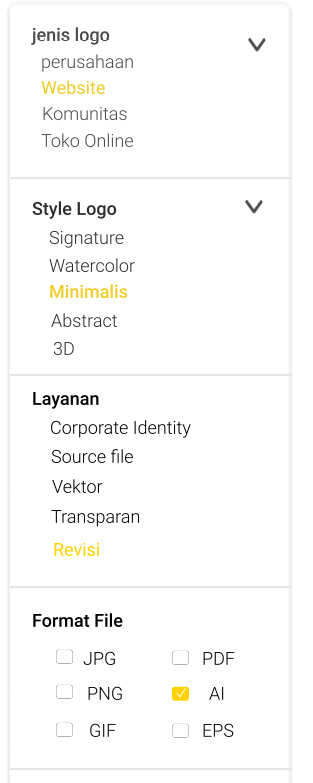 jenis logo
perusahaan
Website
Komunitas
Toko Online
Style Logo
Signature
Watercolor
Minimalis
Abstract
3D
Layanan
Corporate Identity
Source file
Vektor
Transparan
Revisi
Format File
JPG PDF
PNG AI
GIF EPS